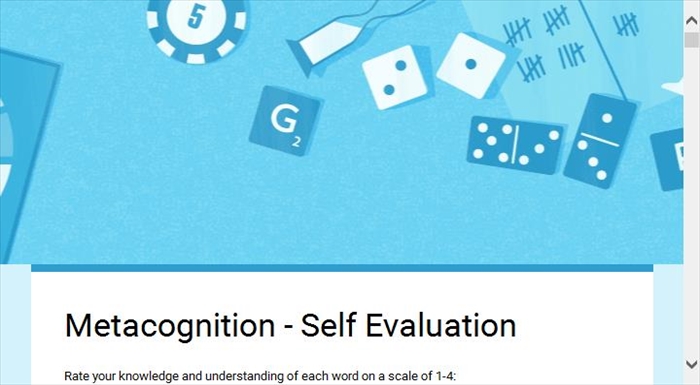 5
G
2
Metacognition - Self Evaluation
Rate your knowledge and understanding of each word on a scale of 1-4: